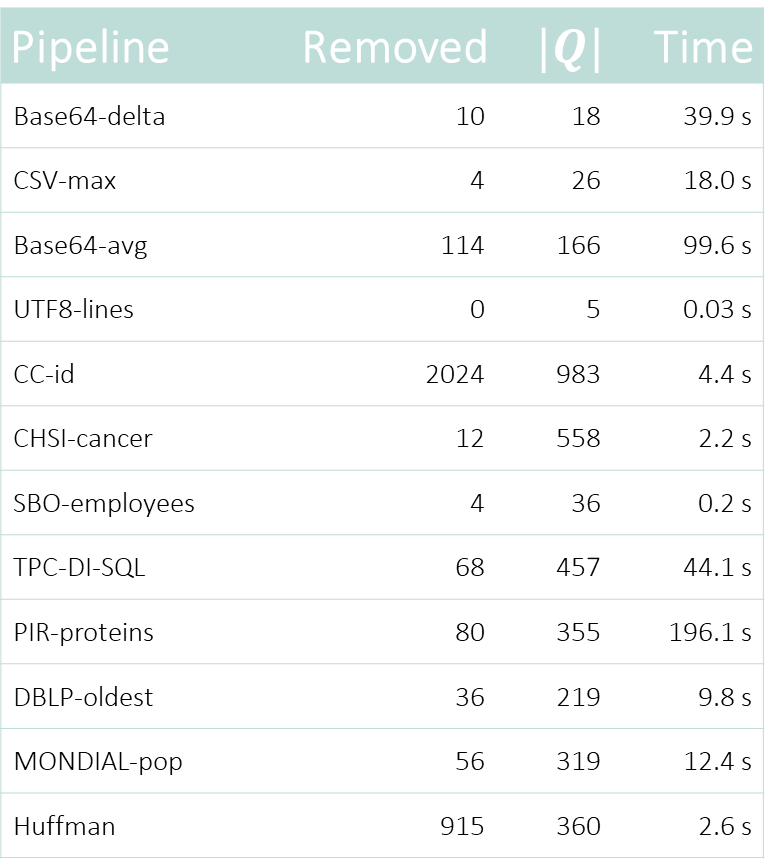 Pipeline Removed |Q| Time
Base64-delta 10 18 39.9 s
CSV-max 4 26 18.0 s
Base64-avg 114 166 99.6 s
UTF8-lines 0 5 0.03 s
CC-id 2024 983 4.4 s
CHSI-cancer 12 558 2.2 s
SBO-employees 4 36 0.2 s
TPC-DI-SQL 68 457 44.1 s
PIR-proteins 80 355 196.1 s
DBLP-oldest 36 219 9.8 s
MONDIAL-pop 56 319 12.4 s
Huffman 915 360 2.6 s